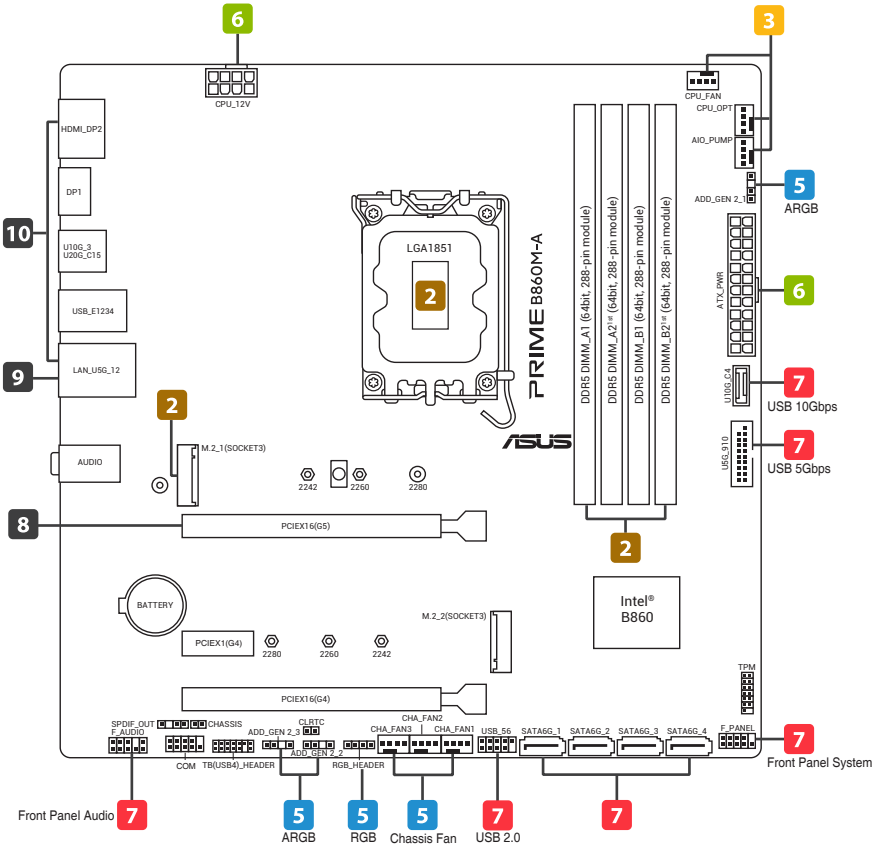 6
3
CPU_12V
CPU_FAN
CPU_OPT
AIO_PUMP
HDMI_DP2
DP1
5
ADD_GEN 2_1
ARGB
10
U10G_3
U20G_C15
LGA1851
2
PRIME B860M-A
DDR5 DIMM_A1 (64bit, 288-pin module)
DDR5 DIMM_A2 1st (64bit, 288-pin module)
DDR5 DIMM_B1 (64bit, 288-pin module)
DDR5 DIMM_B2 1st (64bit, 288-pin module)
ATX_PWR
6
USB_E1234
9
LAN_U5G_12
U10G_C4
7
USB 10Gbps
2
ASUS
M.2_1(SOCKET3)
U5G_910
7
USB 5Gbps
AUDIO
2242
2260
2280
8
PCIEX16(G5)
2
BATTERY
Intel®
B860
M.2_2(SOCKET3)
PCIEX1(G4)
2280
2260
2242
TPM
PCIEX16(G4)
SPDIF_OUT
CHASSIS
F_AUDIO
CLRTC
CHA_FAN2
ADD_GEN 2_3
CHA_FAN3
CHA_FAN1
USB_56
SATA6G_1
SATA6G_2
SATA6G_3
SATA6G_4
F_PANEL
ADD_GEN 2_2
COM
TB(USB4)_HEADER
RGB_HEADER
7
Front Panel System
Front Panel Audio
7
5
ARGB
5
RGB
5
Chassis Fan
7
USB 2.0
7